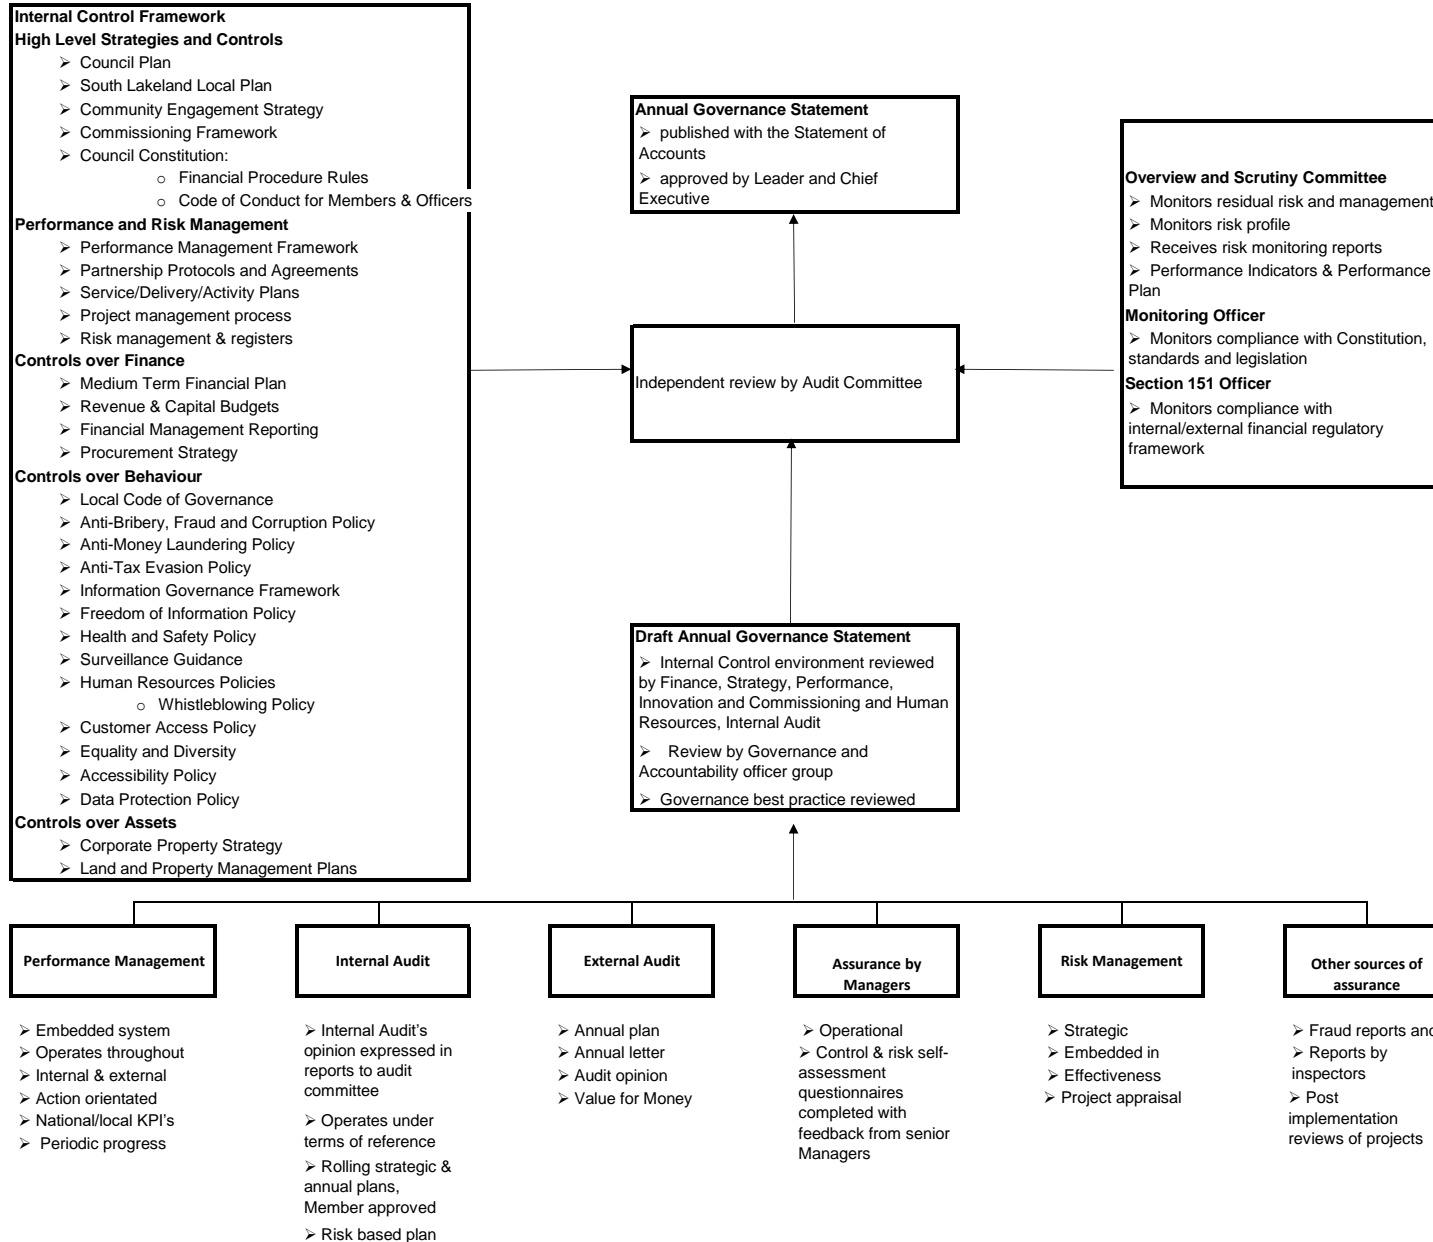 Internal Control Framework
High Level Strategies and Controls
➢ Council Plan
➢ South Lakeland Local Plan
➢ Community Engagement Strategy
➢ Commissioning Framework
➢ Council Constitution:
o Financial Procedure Rules
o Code of Conduct for Members & Officers
Performance and Risk Management
➢ Performance Management Framework
➢ Partnership Protocols and Agreements
➢ Service/Delivery/Activity Plans
➢ Project management process
➢ Risk management & registers
Controls over Finance
➢ Medium Term Financial Plan
➢ Revenue & Capital Budgets
➢ Financial Management Reporting
➢ Procurement Strategy
Controls over Behaviour
➢ Local Code of Governance
➢ Anti-Bribery, Fraud and Corruption Policy
➢ Anti-Money Laundering Policy
➢ Anti-Tax Evasion Policy
➢ Information Governance Framework
➢ Freedom of Information Policy
➢ Health and Safety Policy
➢ Surveillance Guidance
➢ Human Resources Policies
o Whistleblowing Policy
➢ Customer Access Policy
➢ Equality and Diversity
➢ Accessibility Policy
➢ Data Protection Policy
Controls over Assets
➢ Corporate Property Strategy
➢ Land and Property Management Plans
Annual Governance Statement
➢ published with the Statement of
Accounts
➢ approved by Leader and Chief
Executive
Independent review by Audit Committee
Draft Annual Governance Statement
➢ Internal Control environment reviewed
by Finance, Strategy, Performance,
Innovation and Commissioning and Human
Resources, Internal Audit
➢ Review by Governance and
Accountability officer group
➢ Governance best practice reviewed
Overview and Scrutiny Committee
➢ Monitors residual risk and management
➢ Monitors risk profile
➢ Receives risk monitoring reports
➢ Performance Indicators & Performance
Plan
Monitoring Officer
➢ Monitors compliance with Constitution,
standards and legislation
Section 151 Officer
➢ Monitors compliance with
internal/external financial regulatory
framework
Performance Management
➢ Embedded system
➢ Operates throughout
➢ Internal & external
➢ Action orientated
➢ National/local KPI's
➢ Periodic progress
Internal Audit
➢ Internal Audit's
opinion expressed in
reports to audit
committee
➢ Operates under
terms of reference
➢ Rolling strategic &
annual plans,
Member approved
➢ Risk based plan
External Audit
➢ Annual plan
➢ Annual letter
➢ Audit opinion
➢ Value for Money
Assurance by
Managers
➢ Operational
➢ Control & risk self-
assessment
questionnaires
completed with
feedback from senior
Managers
Risk Management
➢ Strategic
➢ Embedded in
➢ Effectiveness
➢ Project appraisal
Other sources of
assurance
➢ Fraud reports and
➢ Reports by
inspectors
➢ Post
implementation
reviews of projects